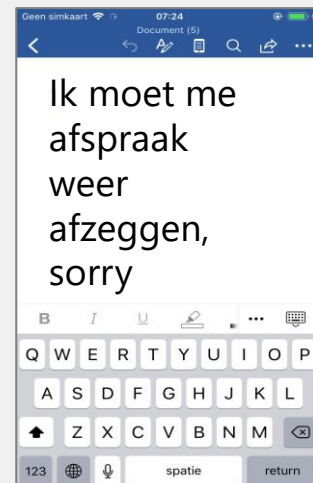 Geen simkaart 07:24
Document (5)
Ik moet me
afspraak
weer
afzeggen,
sorry
B I U
Q W E R T Y U I O P
A S D F G H J K L
Z X C V B N M
123 spatie return